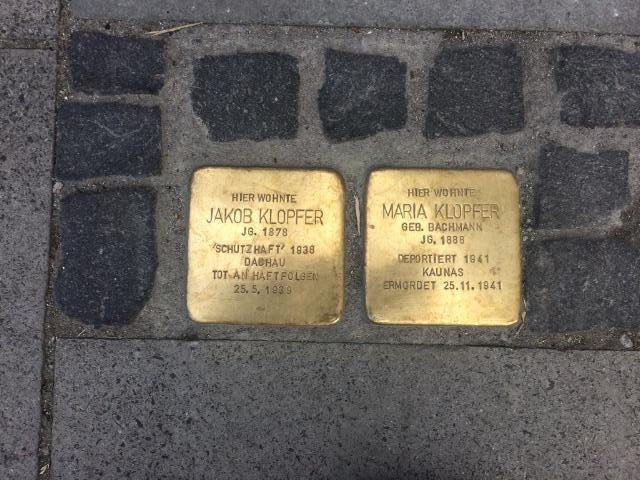 HIER WOHNTE
JAKOB KLOPFER
JG. 1878
'SCHUTZHAFT' 1938
DACHAU
TOT AN HAFTFOLGEN
25.5.1939
HIER WOHNTE
MARIA KLOPFER
GEB. BACHMANN
JG. 1888
DEPORTIERT 1941
KAUNAS
ERMORDET 25.11.1941